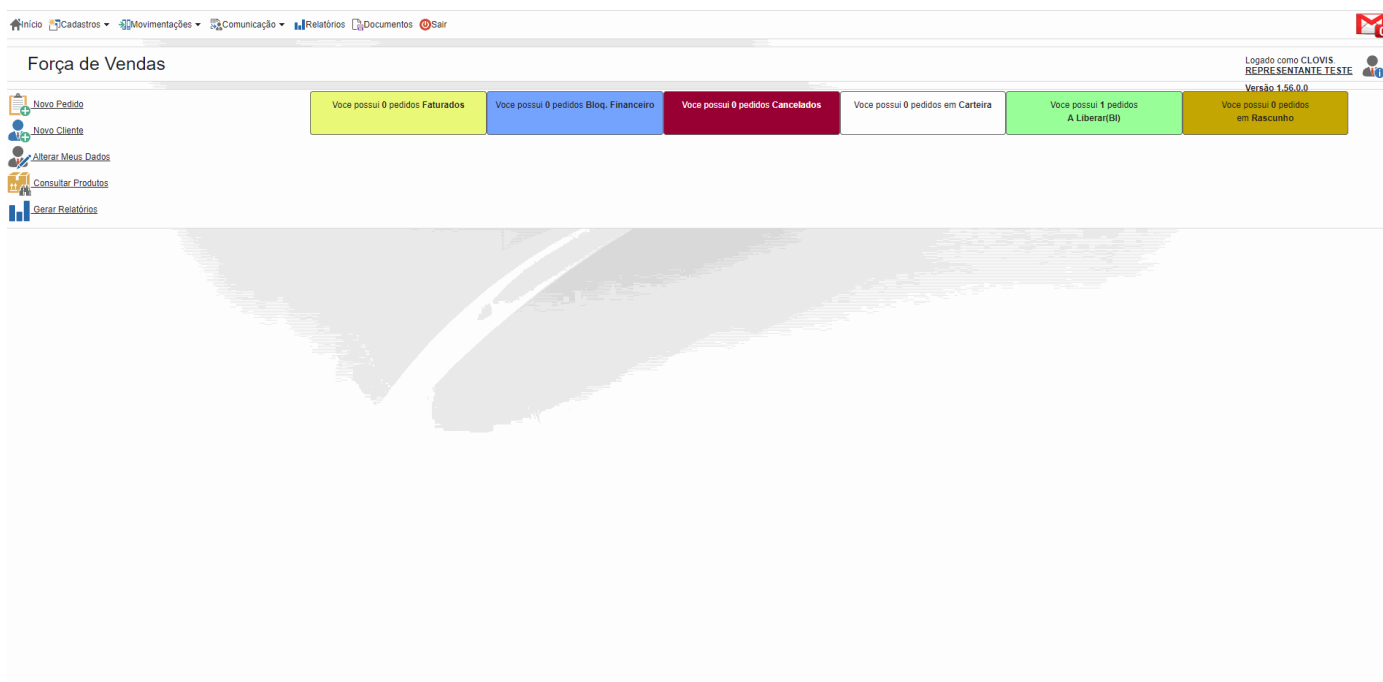 Início Cadastros Movimentações Comunicação Relatórios Documentos Sair
Força de Vendas
Logado como CLOVIS.
REPRESENTANTE TESTE
Versão 1.56.0.0
Novo Pedido
Novo Cliente
Alterar Meus Dados
Consultar Produtos
Gerar Relatórios
Voce possui 0 pedidos Faturados
Voce possui 0 pedidos Bloq. Financeiro
Voce possui 0 pedidos Cancelados
Voce possui 0 pedidos em Carteira
Voce possui 1 pedidos
A Liberar(BI)
Voce possui 0 pedidos
em Rascunho